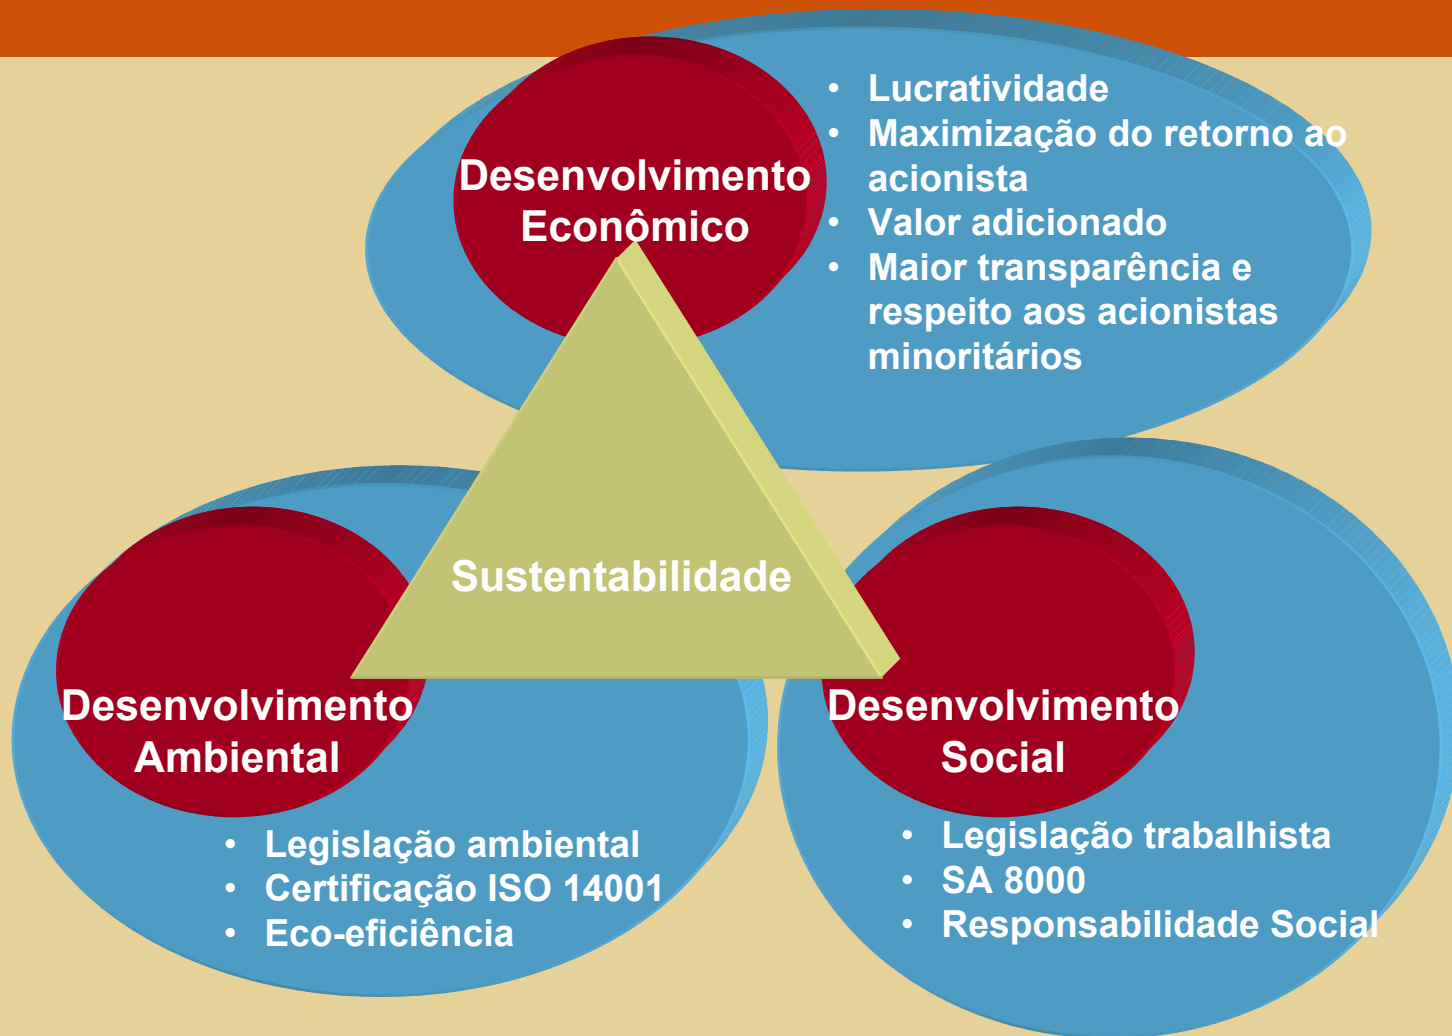 Desenvolvimento
Econômico
• Lucratividade
• Maximização do retorno ao
acionista
• Valor adicionado
• Maior transparência e
respeito aos acionistas
minoritários
Sustentabilidade
Desenvolvimento
Ambiental
• Legislação ambiental
• Certificação ISO 14001
• Eco-eficiência
Desenvolvimento
Social
• Legislação trabalhista
• SA 8000
• Responsabilidade Social